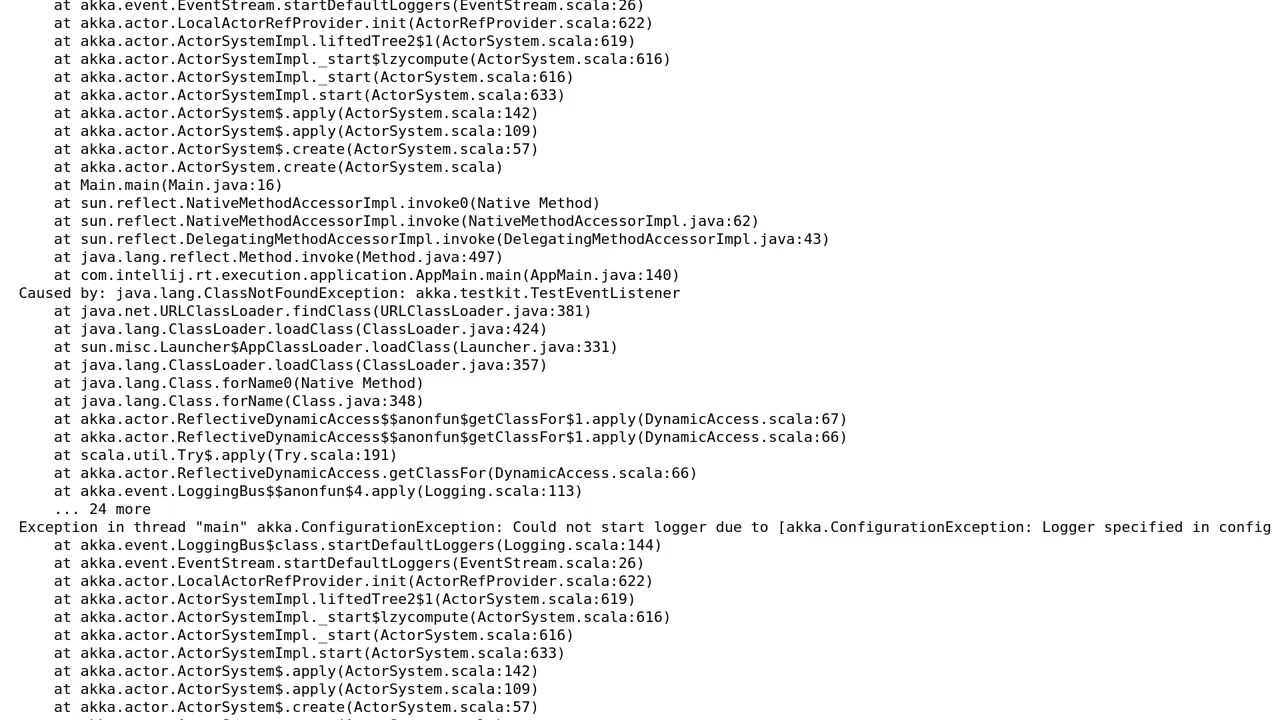 at akka.event.EventStream.startDefaultLoggers(EventStream.scala:26)
at akka.actor.LocalActorRefProvider.init(ActorRefProvider.scala:622)
at akka.actor.ActorSystemImpl.liftedTree2$1(ActorSystem.scala:619)
at akka.actor.ActorSystemImpl._start$lzycompute(ActorSystem.scala:616)
at akka.actor.ActorSystemImpl._start(ActorSystem.scala:616)
at akka.actor.ActorSystemImpl.start(ActorSystem.scala:633)
at akka.actor.ActorSystem$.apply(ActorSystem.scala:142)
at akka.actor.ActorSystem$.apply(ActorSystem.scala:109)
at akka.actor.ActorSystem$.create(ActorSystem.scala:57)
at akka.actor.ActorSystem.create(ActorSystem.scala)
at Main.main(Main.java:16)
at sun.reflect.NativeMethodAccessorImpl.invoke0(Native Method)
at sun.reflect.NativeMethodAccessorImpl.invoke(NativeMethodAccessorImpl.java:62)
at sun.reflect.DelegatingMethodAccessorImpl.invoke(DelegatingMethodAccessorImpl.java:43)
at java.lang.reflect.Method.invoke(Method.java:497)
at com.intellij.rt.execution.application.AppMain.main(AppMain.java:140)
Caused by: java.lang.ClassNotFoundException: akka.testkit.TestEventListener
at java.net.URLClassLoader.findClass(URLClassLoader.java:381)
at java.lang.ClassLoader.loadClass(ClassLoader.java:424)
at sun.misc.Launcher$AppClassLoader.loadClass(Launcher.java:331)
at java.lang.ClassLoader.loadClass(ClassLoader.java:357)
at java.lang.Class.forName0(Native Method)
at java.lang.Class.forName(Class.java:348)
at akka.actor.ReflectiveDynamicAccess$$anonfun$getClassFor$1.apply(DynamicAccess.scala:67)
at akka.actor.ReflectiveDynamicAccess$$anonfun$getClassFor$1.apply(DynamicAccess.scala:66)
at scala.util.Try$.apply(Try.scala:191)
at akka.actor.ReflectiveDynamicAccess.getClassFor(DynamicAccess.scala:66)
at akka.event.LoggingBus$$anonfun$4.apply(Logging.scala:113)
... 24 more
Exception in thread "main" akka.ConfigurationException: Could not start logger due to [akka.ConfigurationException: Logger specified in config
at akka.event.LoggingBus$class.startDefaultLoggers(Logging.scala:144)
at akka.event.EventStream.startDefaultLoggers(EventStream.scala:26)
at akka.actor.LocalActorRefProvider.init(ActorRefProvider.scala:622)
at akka.actor.ActorSystemImpl.liftedTree2$1(ActorSystem.scala:619)
at akka.actor.ActorSystemImpl._start$lzycompute(ActorSystem.scala:616)
at akka.actor.ActorSystemImpl._start(ActorSystem.scala:616)
at akka.actor.ActorSystemImpl.start(ActorSystem.scala:633)
at akka.actor.ActorSystem$.apply(ActorSystem.scala:142)
at akka.actor.ActorSystem$.apply(ActorSystem.scala:109)
at akka.actor.ActorSystem$.create(ActorSystem.scala:57)